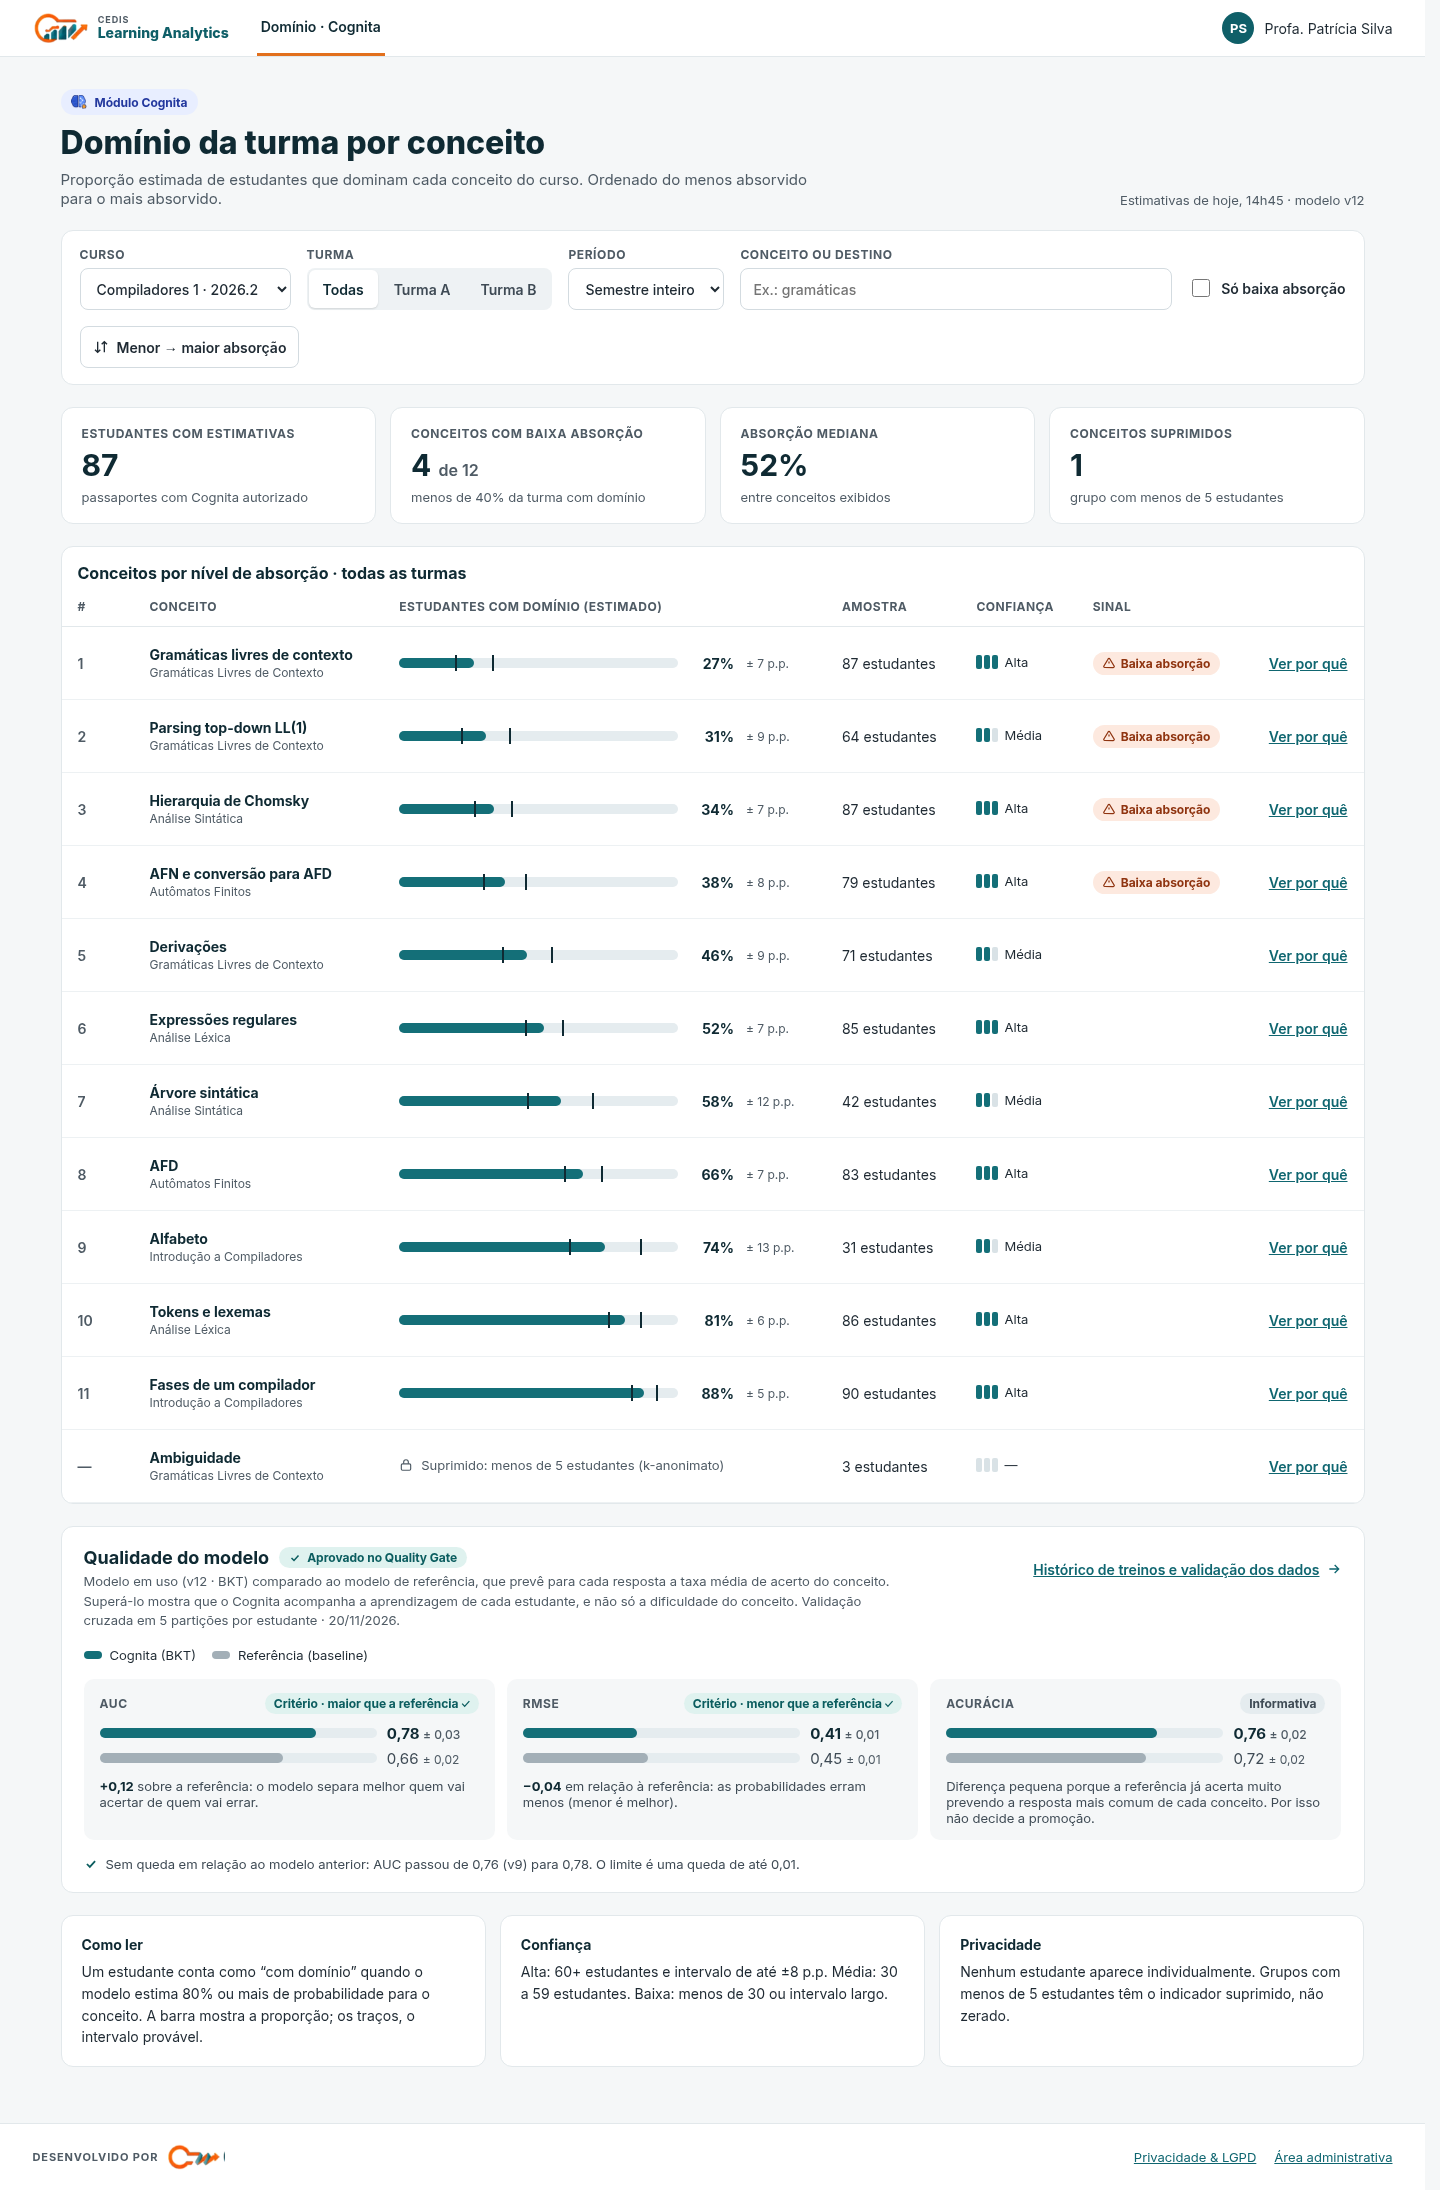 CEDIS
Learning Analytics
Domínio · Cognita
PS
Profa. Patrícia Silva
Módulo Cognita
Domínio da turma por conceito
Proporção estimada de estudantes que dominam cada conceito do curso. Ordenado do menos absorvido
para o mais absorvido.
Estimativas de hoje, 14h45 · modelo v12
CURSO
TURMA
PERÍODO
CONCEITO OU DESTINO
Compiladores 1 · 2026.2
Todas
Turma A
Turma B
Semestre inteiro
Ex.: gramáticas
Só baixa absorção
Menor → maior absorção
ESTUDANTES COM ESTIMATIVAS
87
passaportes com Cognita autorizado
CONCEITOS COM BAIXA ABSORÇÃO
4 de 12
menos de 40% da turma com domínio
ABSORÇÃO MEDIANA
52%
entre conceitos exibidos
CONCEITOS SUPRIMIDOS
1
grupo com menos de 5 estudantes
Conceitos por nível de absorção · todas as turmas
# CONCEITO ESTUDANTES COM DOMÍNIO (ESTIMADO) AMOSTRA CONFIANÇA SINAL
1 Gramáticas livres de contexto 27% ± 7 p.p. 87 estudantes Alta Baixa absorção Ver por quê
Gramáticas Livres de Contexto
2 Parsing top-down LL(1) 31% ± 9 p.p. 64 estudantes Média Baixa absorção Ver por quê
Gramáticas Livres de Contexto
3 Hierarquia de Chomsky 34% ± 7 p.p. 87 estudantes Alta Baixa absorção Ver por quê
Análise Sintática
4 AFN e conversão para AFD 38% ± 8 p.p. 79 estudantes Alta Baixa absorção Ver por quê
Autômatos Finitos
5 Derivações 46% ± 9 p.p. 71 estudantes Média Ver por quê
Gramáticas Livres de Contexto
6 Expressões regulares 52% ± 7 p.p. 85 estudantes Alta Ver por quê
Análise Léxica
7 Árvore sintática 58% ± 12 p.p. 42 estudantes Média Ver por quê
Análise Sintática
8 AFD 66% ± 7 p.p. 83 estudantes Alta Ver por quê
Autômatos Finitos
9 Alfabeto 74% ± 13 p.p. 31 estudantes Média Ver por quê
Introdução a Compiladores
10 Tokens e lexemas 81% ± 6 p.p. 86 estudantes Alta Ver por quê
Análise Léxica
11 Fases de um compilador 88% ± 5 p.p. 90 estudantes Alta Ver por quê
Introdução a Compiladores
— Ambiguidade Suprimido: menos de 5 estudantes (k-anonimato) 3 estudantes — Ver por quê
Gramáticas Livres de Contexto
Qualidade do modelo
Aprovado no Quality Gate
Histórico de treinos e validação dos dados →
Modelo em uso (v12 · BKT) comparado ao modelo de referência, que prevê para cada resposta a taxa média de acerto do conceito.
Superá-lo mostra que o Cognita acompanha a aprendizagem de cada estudante, e não só a dificuldade do conceito. Validação
cruzada em 5 partições por estudante · 20/11/2026.
Cognita (BKT)
Referência (baseline)
AUC
Critério · maior que a referência ✓
0,78 ± 0,03
0,66 ± 0,02
+0,12 sobre a referência: o modelo separa melhor quem vai
acertar de quem vai errar.
RMSE
Critério · menor que a referência ✓
0,41 ± 0,01
0,45 ± 0,01
−0,04 em relação à referência: as probabilidades erram
menos (menor é melhor).
ACURÁCIA
Informativa
0,76 ± 0,02
0,72 ± 0,02
Diferença pequena porque a referência já acerta muito
prevendo a resposta mais comum de cada conceito. Por isso
não decide a promoção.
Sem queda em relação ao modelo anterior: AUC passou de 0,76 (v9) para 0,78. O limite é uma queda de até 0,01.
Como ler
Um estudante conta como “com domínio” quando o
modelo estima 80% ou mais de probabilidade para o
conceito. A barra mostra a proporção; os traços, o
intervalo provável.
Confiança
Alta: 60+ estudantes e intervalo de até ±8 p.p. Média: 30
a 59 estudantes. Baixa: menos de 30 ou intervalo largo.
Privacidade
Nenhum estudante aparece individualmente. Grupos com
menos de 5 estudantes têm o indicador suprimido, não
zerado.
DESENVOLVIDO POR
Privacidade & LGPD
Área administrativa